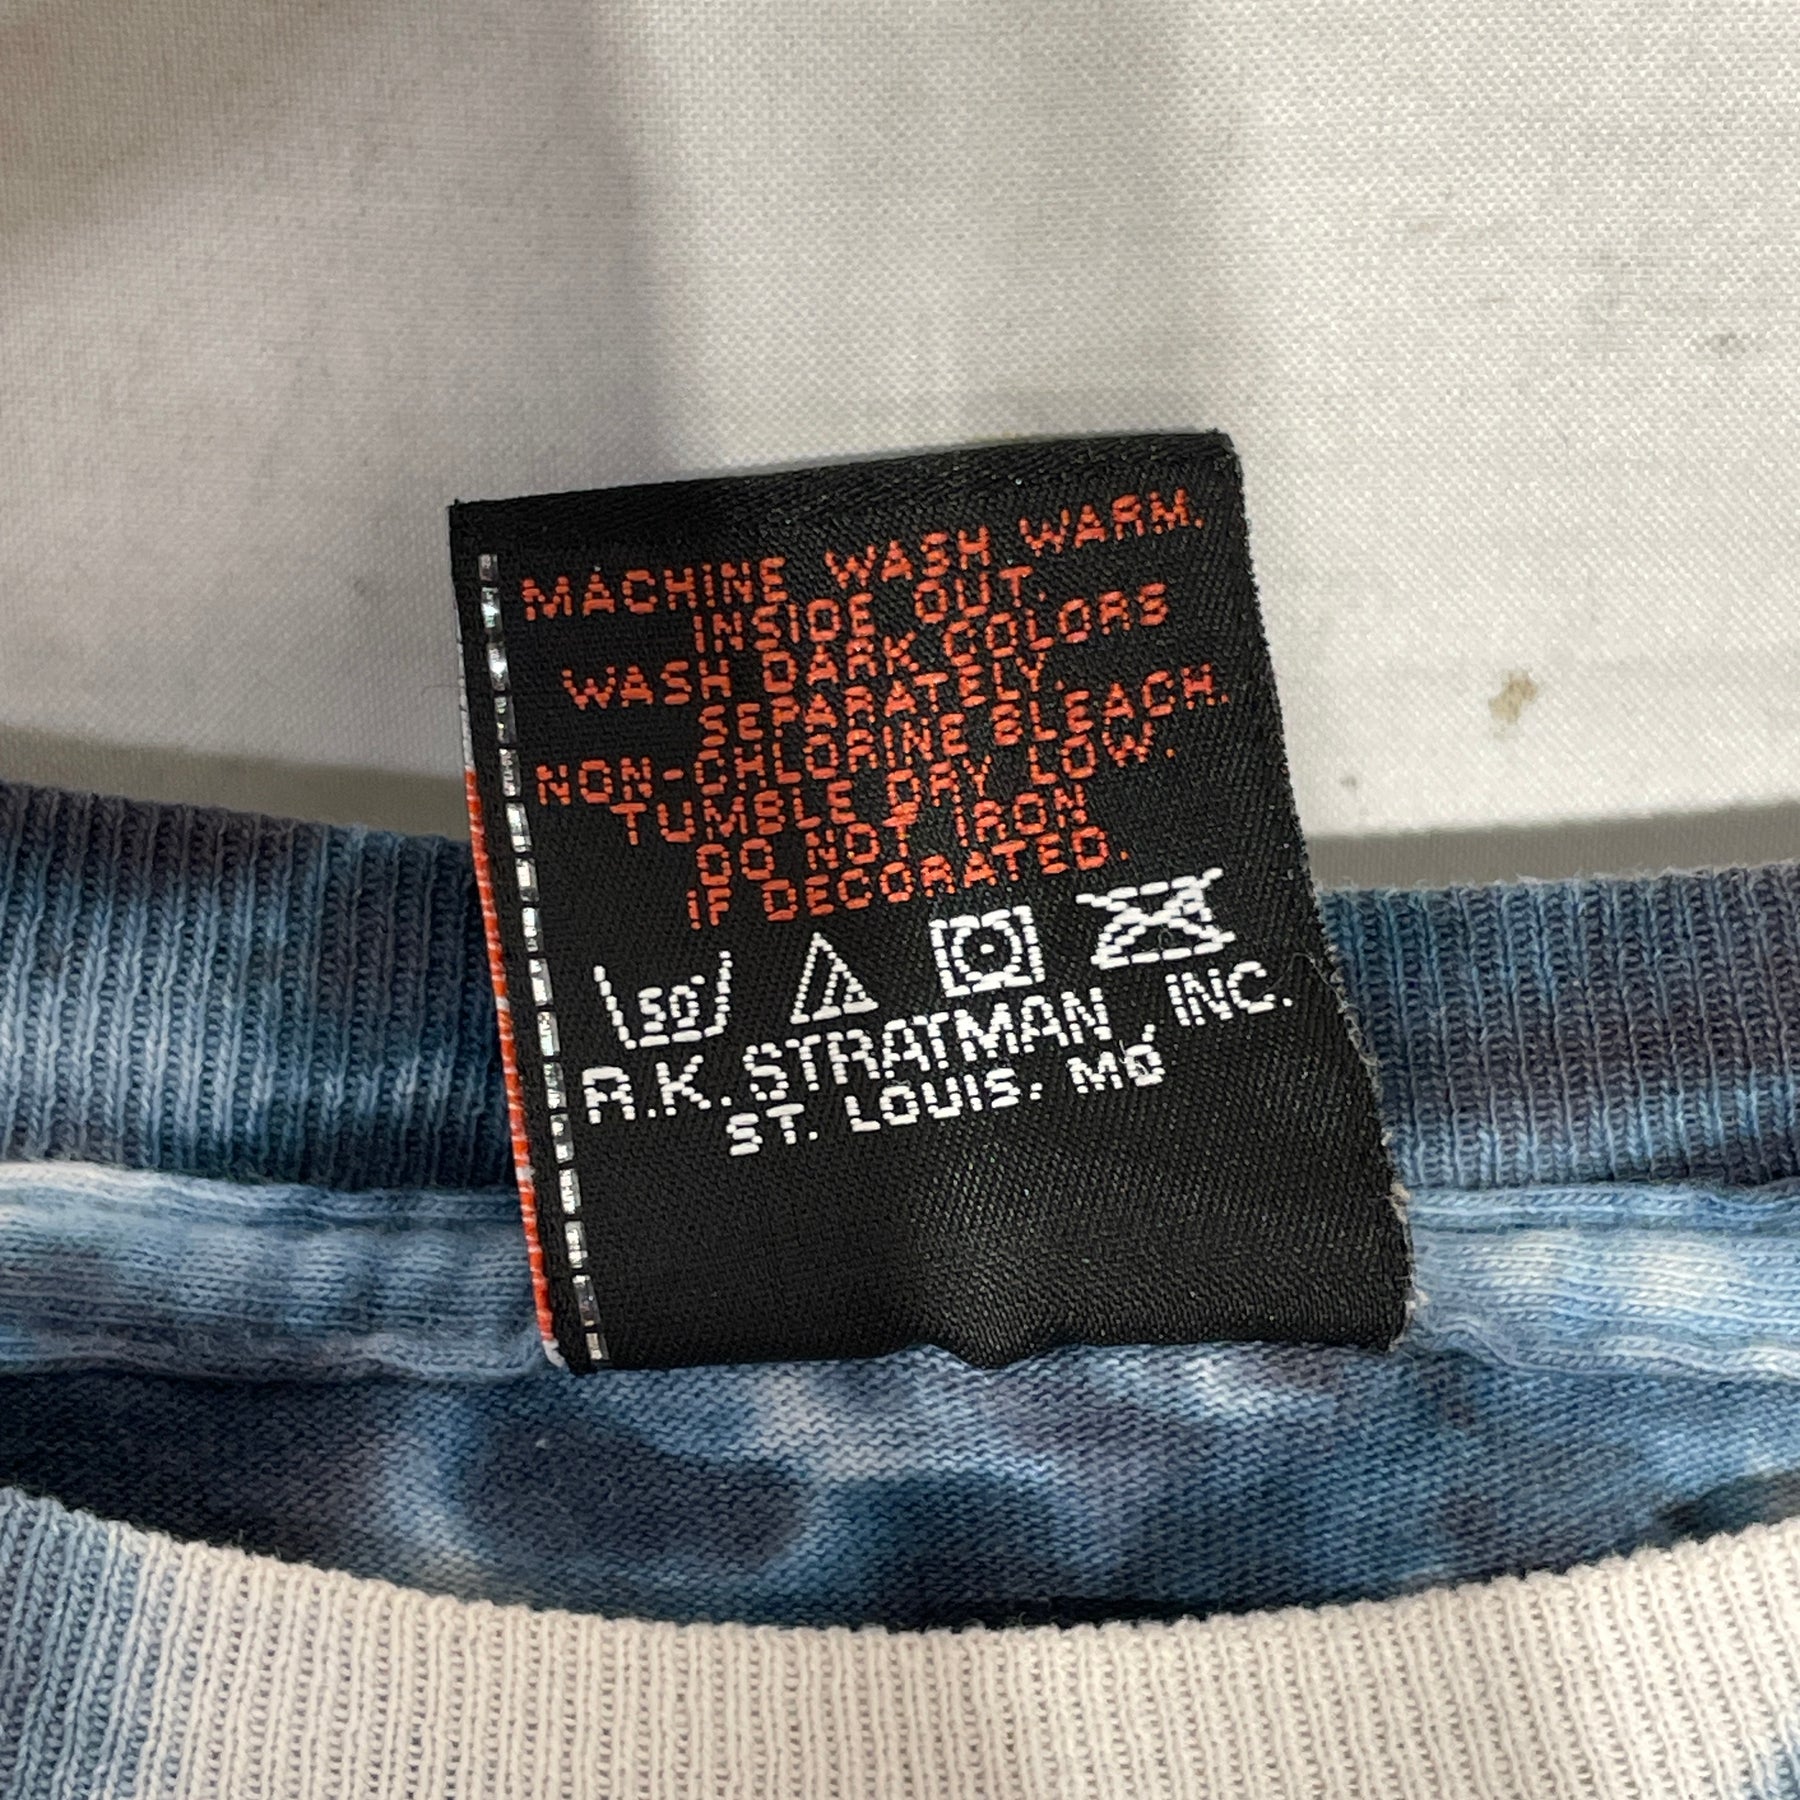 MACHINE WASH WARM.
INSIDE OUT.
WASH DARK COLORS
SEPARATELY.
NON-CHLORINE BLEACH.
TUMBLE DRY LOW.
DO NOT IRON
IF DECORATED.
50°
R.K. STRATMAN, INC.
ST. LOUIS, MO